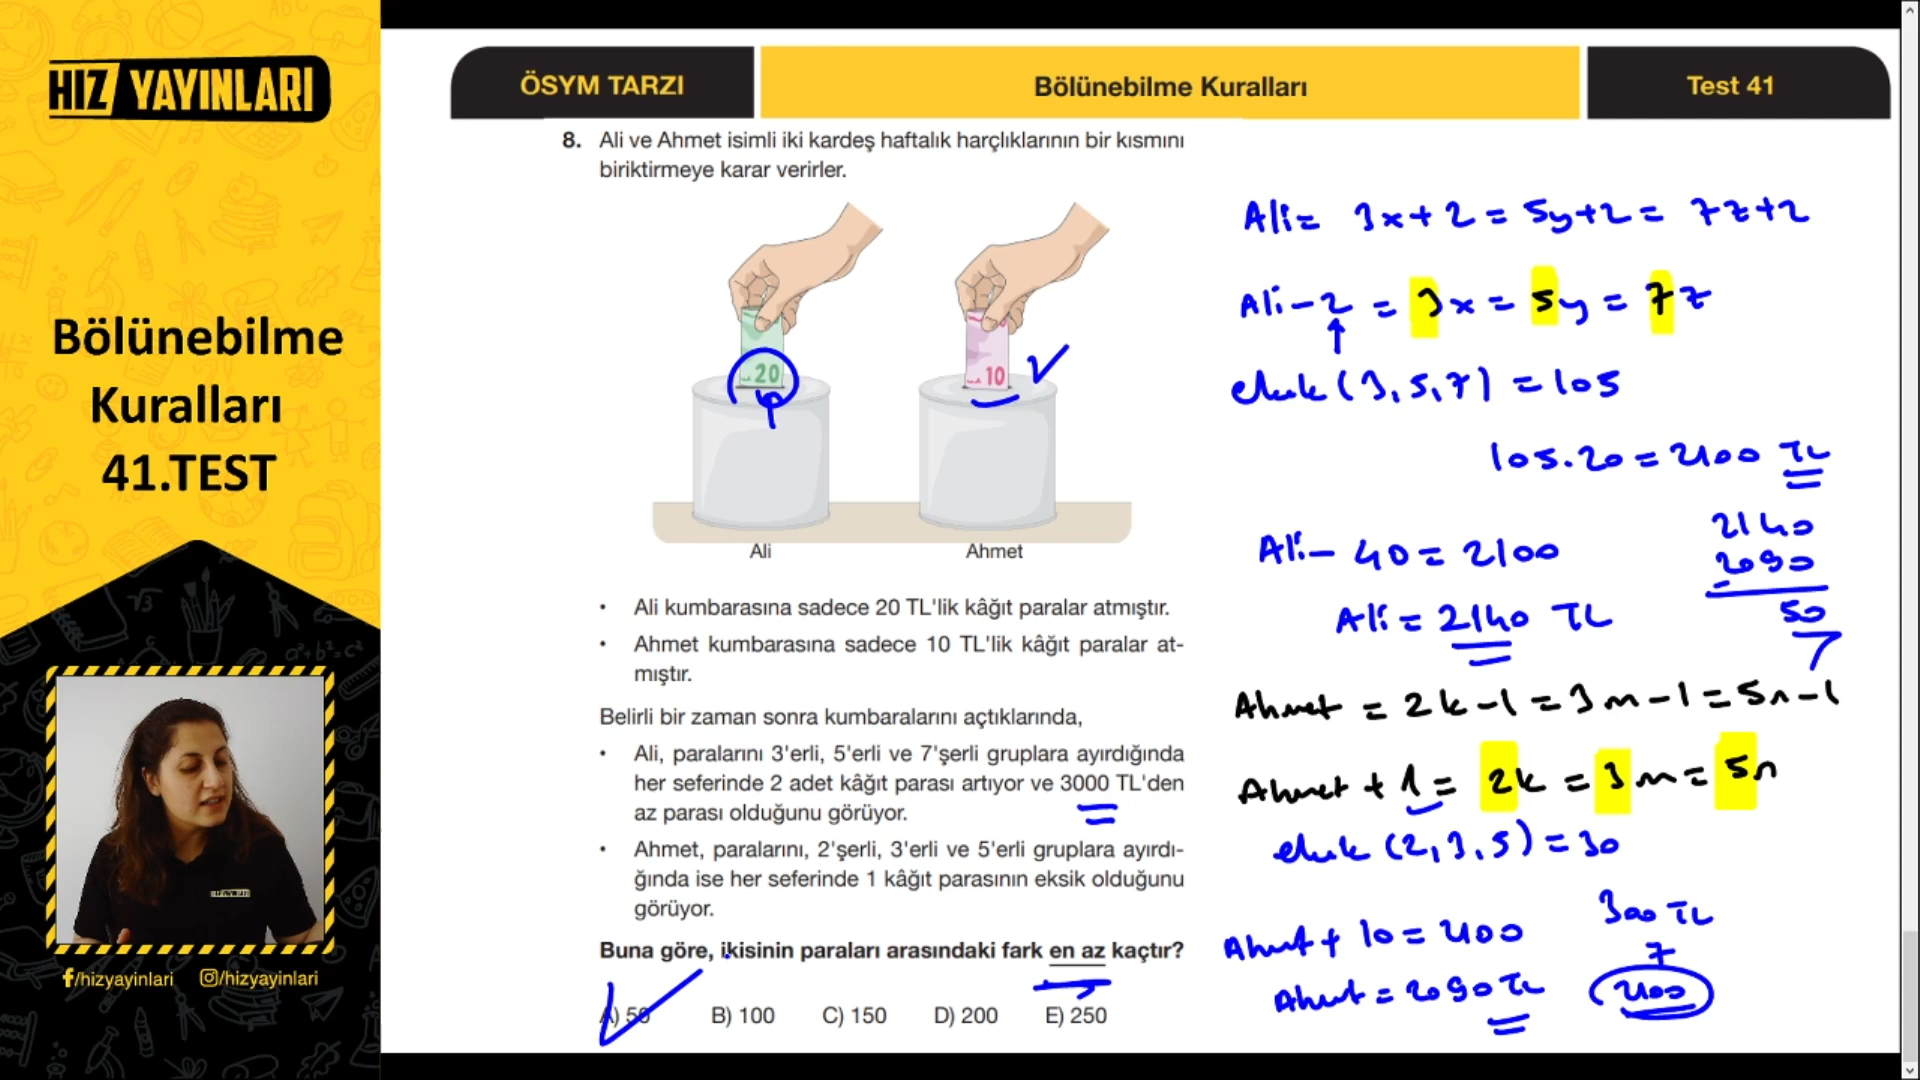 HIZ YAYINLARI
Bölünebilme
Kuralları
41.TEST
f/hizyayinlari
/hizyayinlari
ÖSYM TARZI
Bölünebilme Kuralları
Test 41
8. Ali ve Ahmet isimli iki kardeş haftalık harçlıklarının bir kısmını
biriktirmeye karar verirler.
20
10
Ali
Ahmet
• Ali kumbarasına sadece 20 TL'lik kâğıt paralar atmıştır.
• Ahmet kumbarasına sadece 10 TL'lik kâğıt paralar at-
mıştır.
Belirli bir zaman sonra kumbaralarını açtıklarında,
• Ali, paralarını 3'erli, 5'erli ve 7'şerli gruplara ayırdığında
her seferinde 2 adet kâğıt parası artıyor ve 3000 TL'den
az parası olduğunu görüyor.
• Ahmet, paralarını, 2'şerli, 3'erli ve 5'erli gruplara ayırdı-
ğında ise her seferinde 1 kâğıt parasının eksik olduğunu
görüyor.
Buna göre, ikisinin paraları arasındaki fark en az kaçtır?
A) 50 B) 100 C) 150 D) 200 E) 250
Ali = 3x+2 = 5y+2 = 7z+2
Ali-2 = 3x = 5y = 7z
ekok (3,5,7) = 105
105.20 = 2100 TL
Ali- 40 = 2100
Ali = 2140 TL
2140
- 2090
50
Ahmet = 2k-1 = 3m-1 = 5n-1
Ahmet + 1 = 2k = 3m = 5n
ekok (2,3,5) = 30
300 TL
7
2100
Ahmet + 10 = 2100
Ahmet = 2090 TL